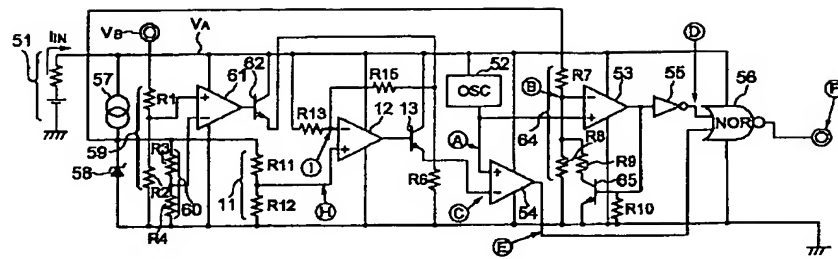 51
IIN
VB
VA
57
R1
61
62
R15
52
OSC
B
R7
53
55
D
56
F
59
R13
12
13
NOR
64
R8
58
R3
I
A
R9
R2
60
R11
R6
65
11
H
C
54
R4
R12
R10
E